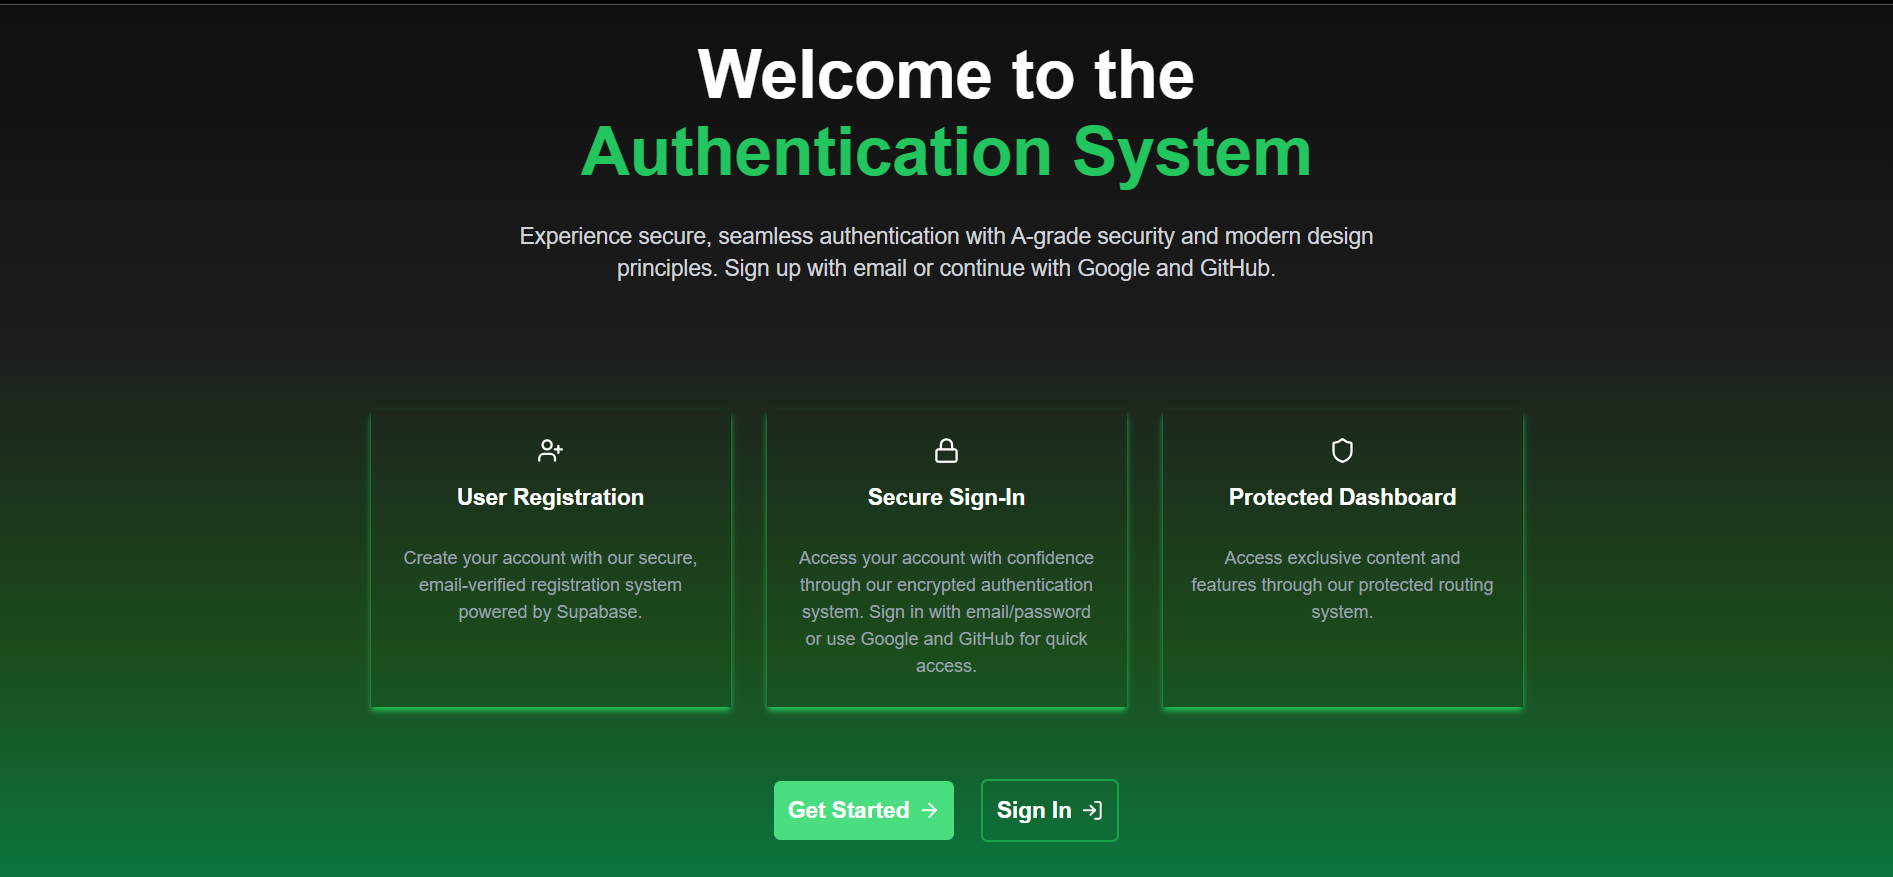 Welcome to the
Authentication System
Experience secure, seamless authentication with A-grade security and modern design
principles. Sign up with email or continue with Google and GitHub.
User Registration
Create your account with our secure,
email-verified registration system
powered by Supabase.
Secure Sign-In
Access your account with confidence
through our encrypted authentication
system. Sign in with email/password
or use Google and GitHub for quick
access.
Protected Dashboard
Access exclusive content and
features through our protected routing
system.
Get Started
Sign In